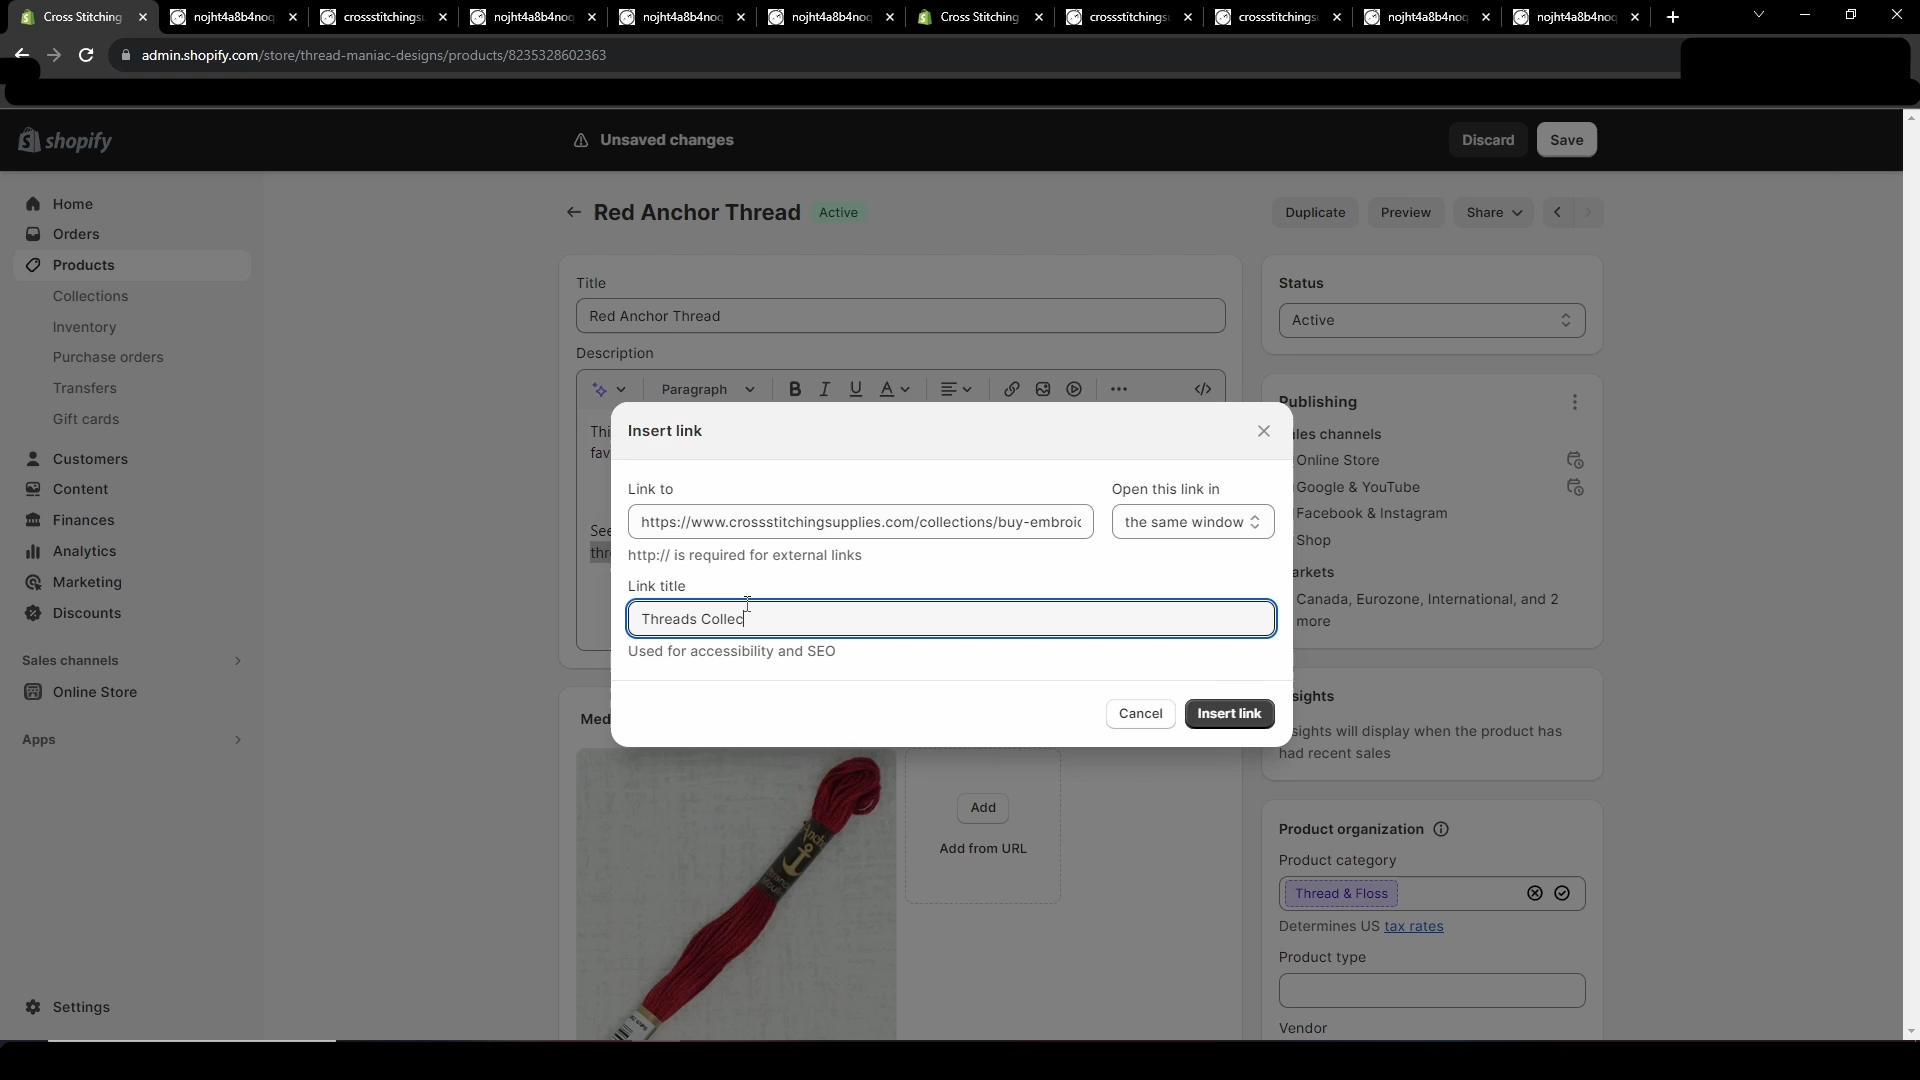 Cross Stitching
nojht4a8b4noq
crossstitchings
nojht4a8b4noq
nojht4a8b4noq
nojht4a8b4noq
Cross Stitching
crossstitchings
crossstitchings
nojht4a8b4noq
nojht4a8b4noq
admin.shopify.com/store/thread-maniac-designs/products/8235328602363
shopify
Unsaved changes
Discard
Save
Home
Orders
Products
Collections
Inventory
Purchase orders
Transfers
Gift cards
Customers
Content
Finances
Analytics
Marketing
Discounts
Sales channels
Online Store
Apps
Settings
Red Anchor Thread
Active
Duplicate
Preview
Share
Title
Red Anchor Thread
Description
Paragraph
B I U A
Thi
fav
See
thr
Insert link
Link to
https://www.crossstitchingsupplies.com/collections/buy-embroic
http:// is required for external links
Open this link in
the same window
Link title
Threads Collec
Used for accessibility and SEO
Cancel
Insert link
Med
Anchor
Add
Add from URL
Status
Active
Publishing
les channels
Online Store
Google & YouTube
Facebook & Instagram
Shop
arkets
Canada, Eurozone, International, and 2
more
sights
sights will display when the product has
had recent sales
Product organization
Product category
Thread & Floss
Determines US tax rates
Product type
Vendor